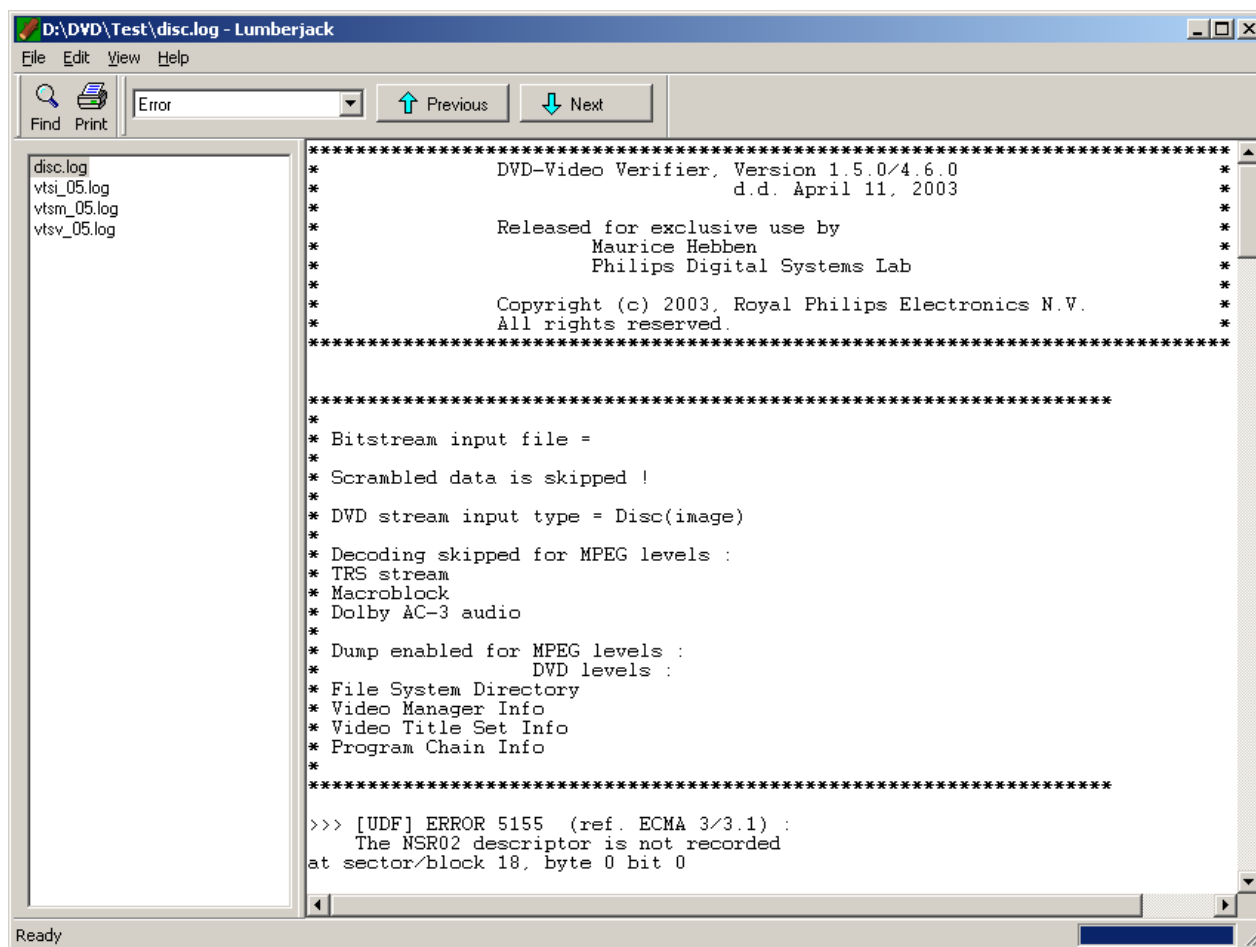 D:\DVD\Test\disc.log - Lumberjack
File Edit View Help
Find Print Error Previous Next
disc.log
vtsi_05.log
vtsm_05.log
vtsv_05.log
******************************************************************************
* DVD-Video Verifier, Version 1.5.0/4.6.0 *
* d.d. April 11, 2003 *
* *
* Released for exclusive use by *
* Maurice Hebben *
* Philips Digital Systems Lab *
* *
* Copyright (c) 2003, Royal Philips Electronics N.V. *
* All rights reserved. *
******************************************************************************
********************************************************************
*
* Bitstream input file =
*
* Scrambled data is skipped !
*
* DVD stream input type = Disc(image)
*
* Decoding skipped for MPEG levels :
* TRS stream
* Macroblock
* Dolby AC-3 audio
*
* Dump enabled for MPEG levels :
* DVD levels :
* File System Directory
* Video Manager Info
* Video Title Set Info
* Program Chain Info
*
********************************************************************
>>> [UDF] ERROR 5155 (ref. ECMA 3/3.1) :
The NSR02 descriptor is not recorded
at sector/block 18, byte 0 bit 0
Ready